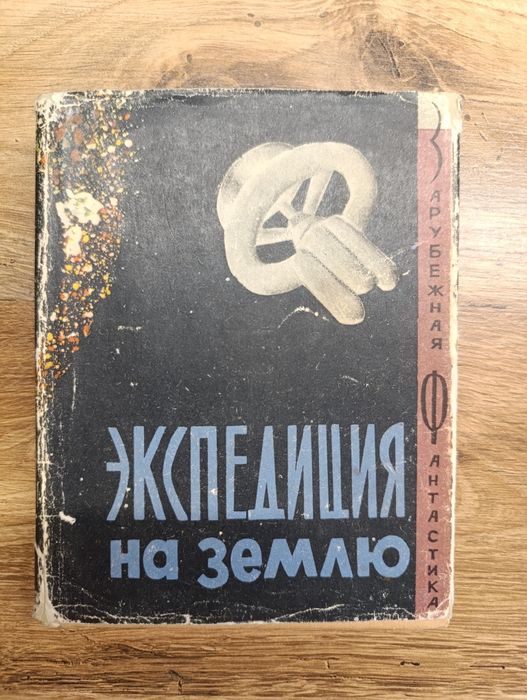 ЭКСПЕДИЦИЯ
на землю
ЗАРУБЕЖНАЯ ФАНТАСТИКА